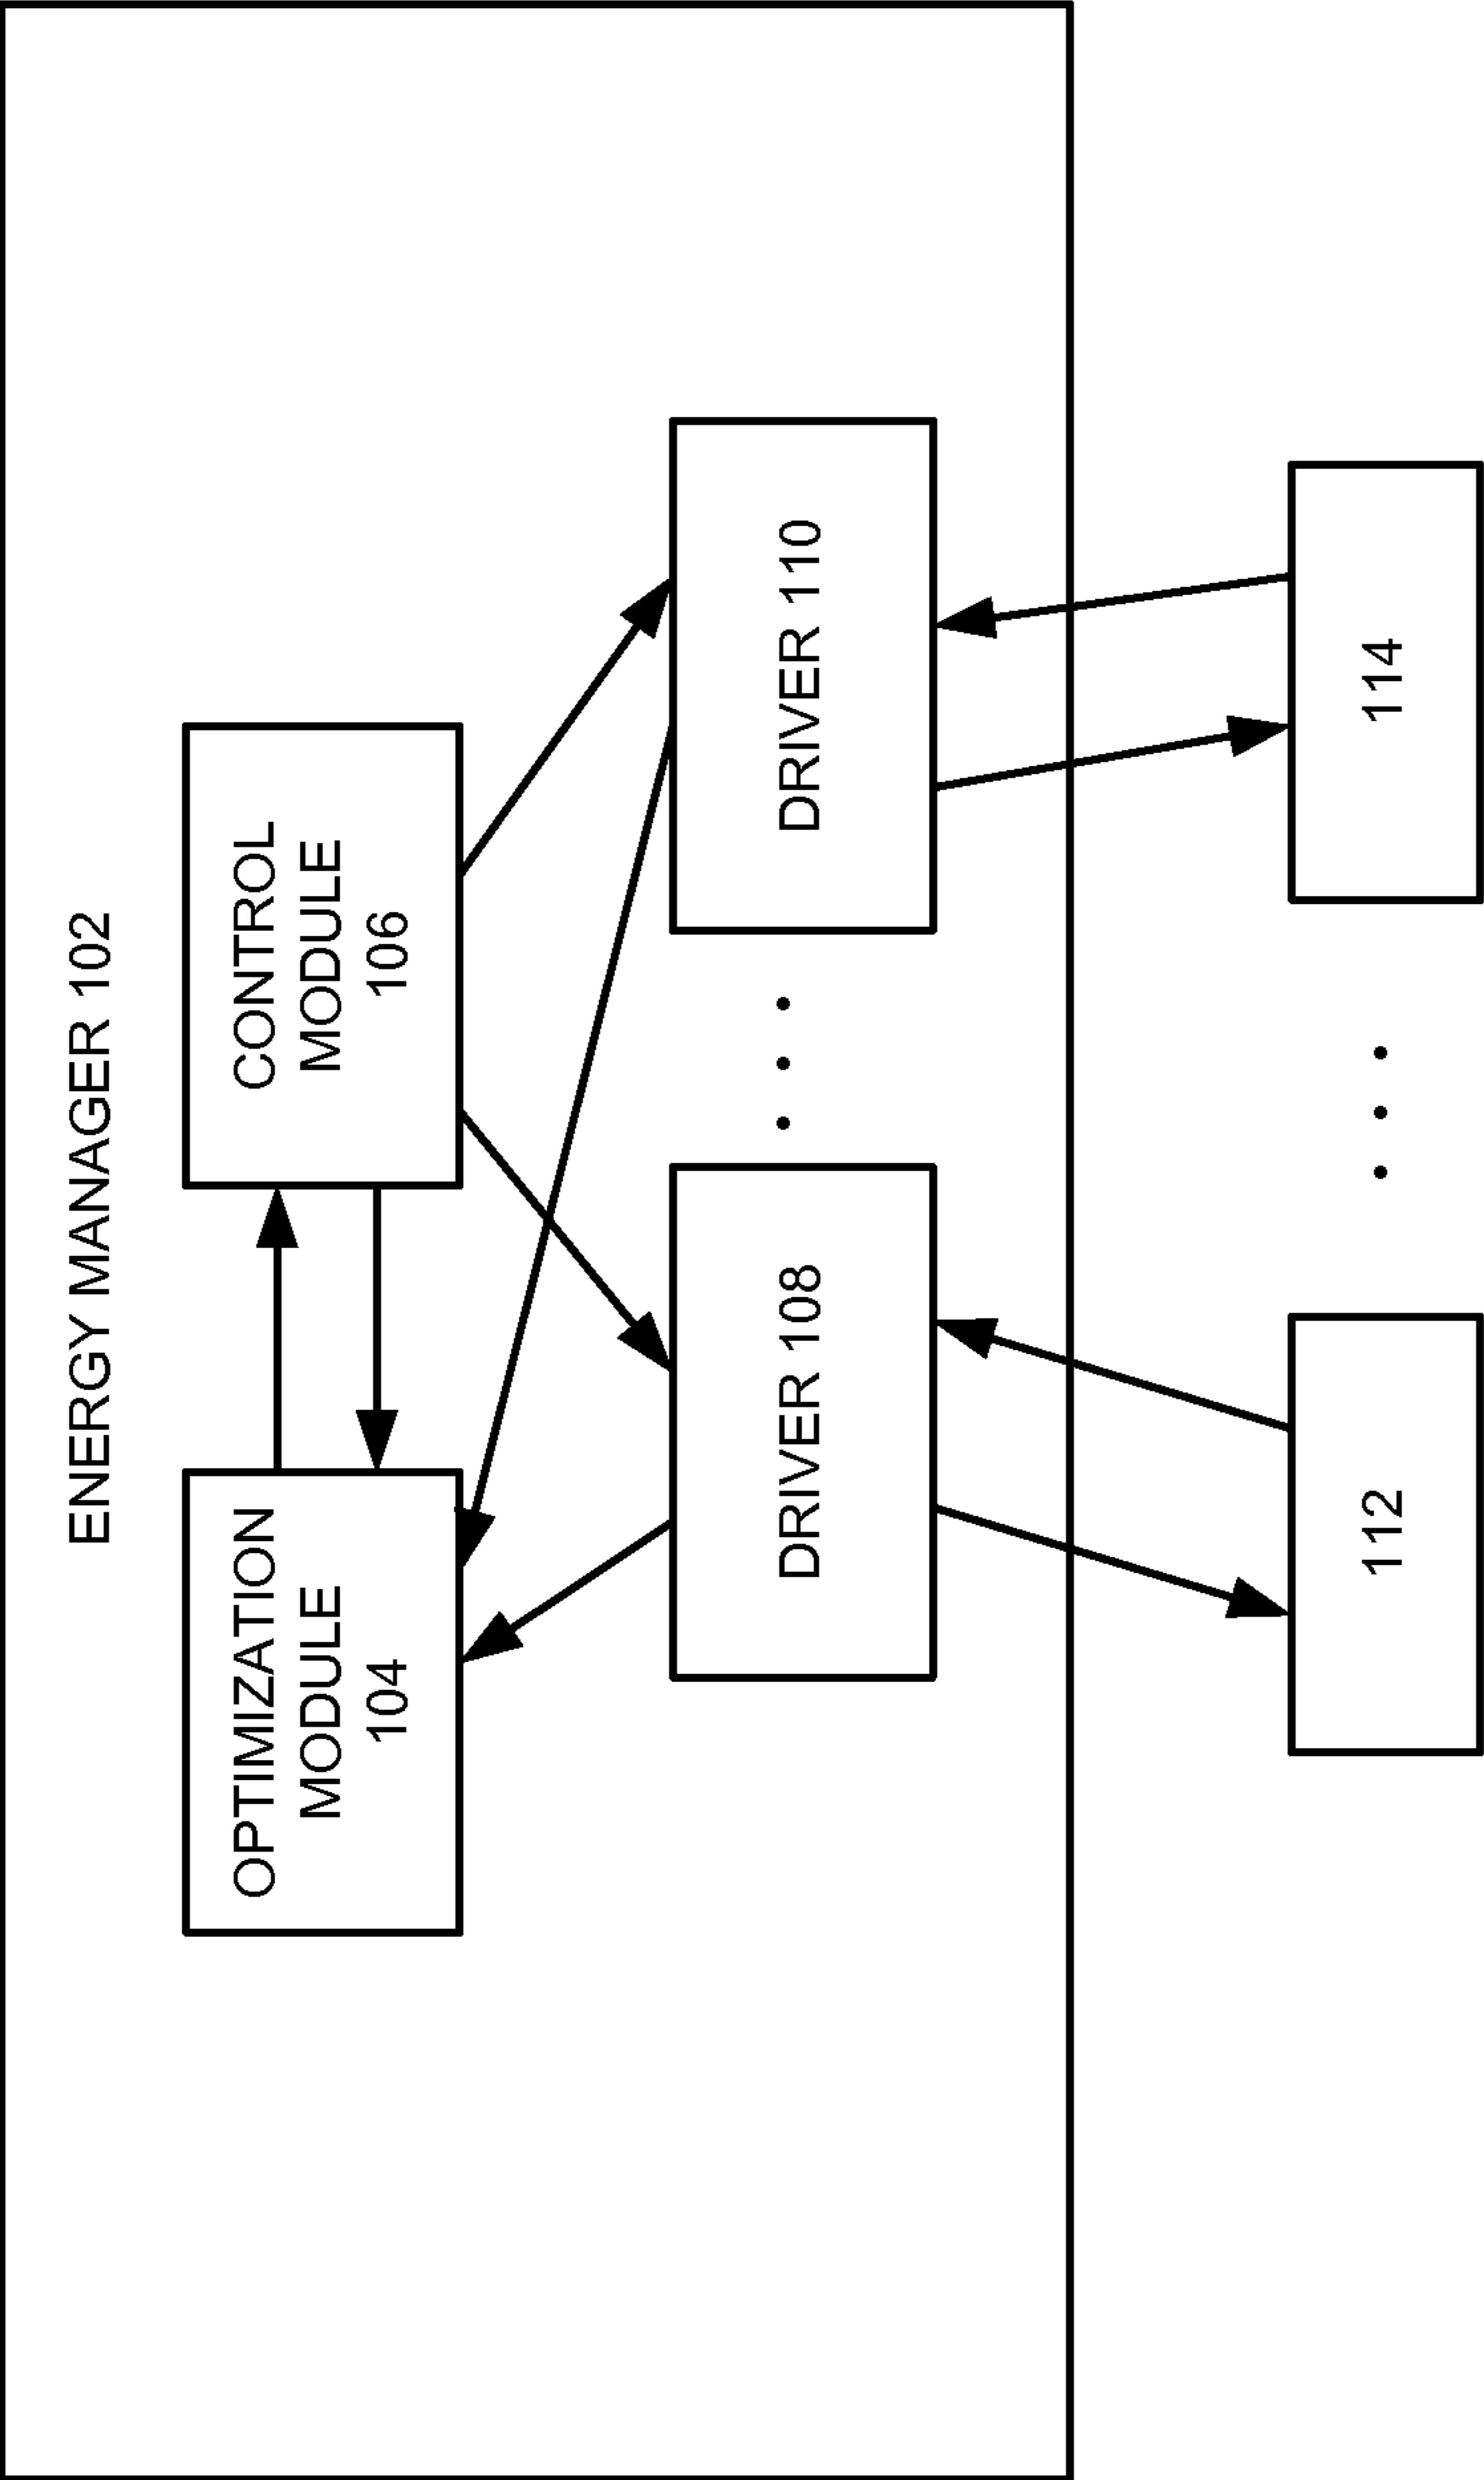 ENERGY MANAGER 102
OPTIMIZATION
MODULE
104
CONTROL
MODULE
106
DRIVER 108
DRIVER 110
112
114